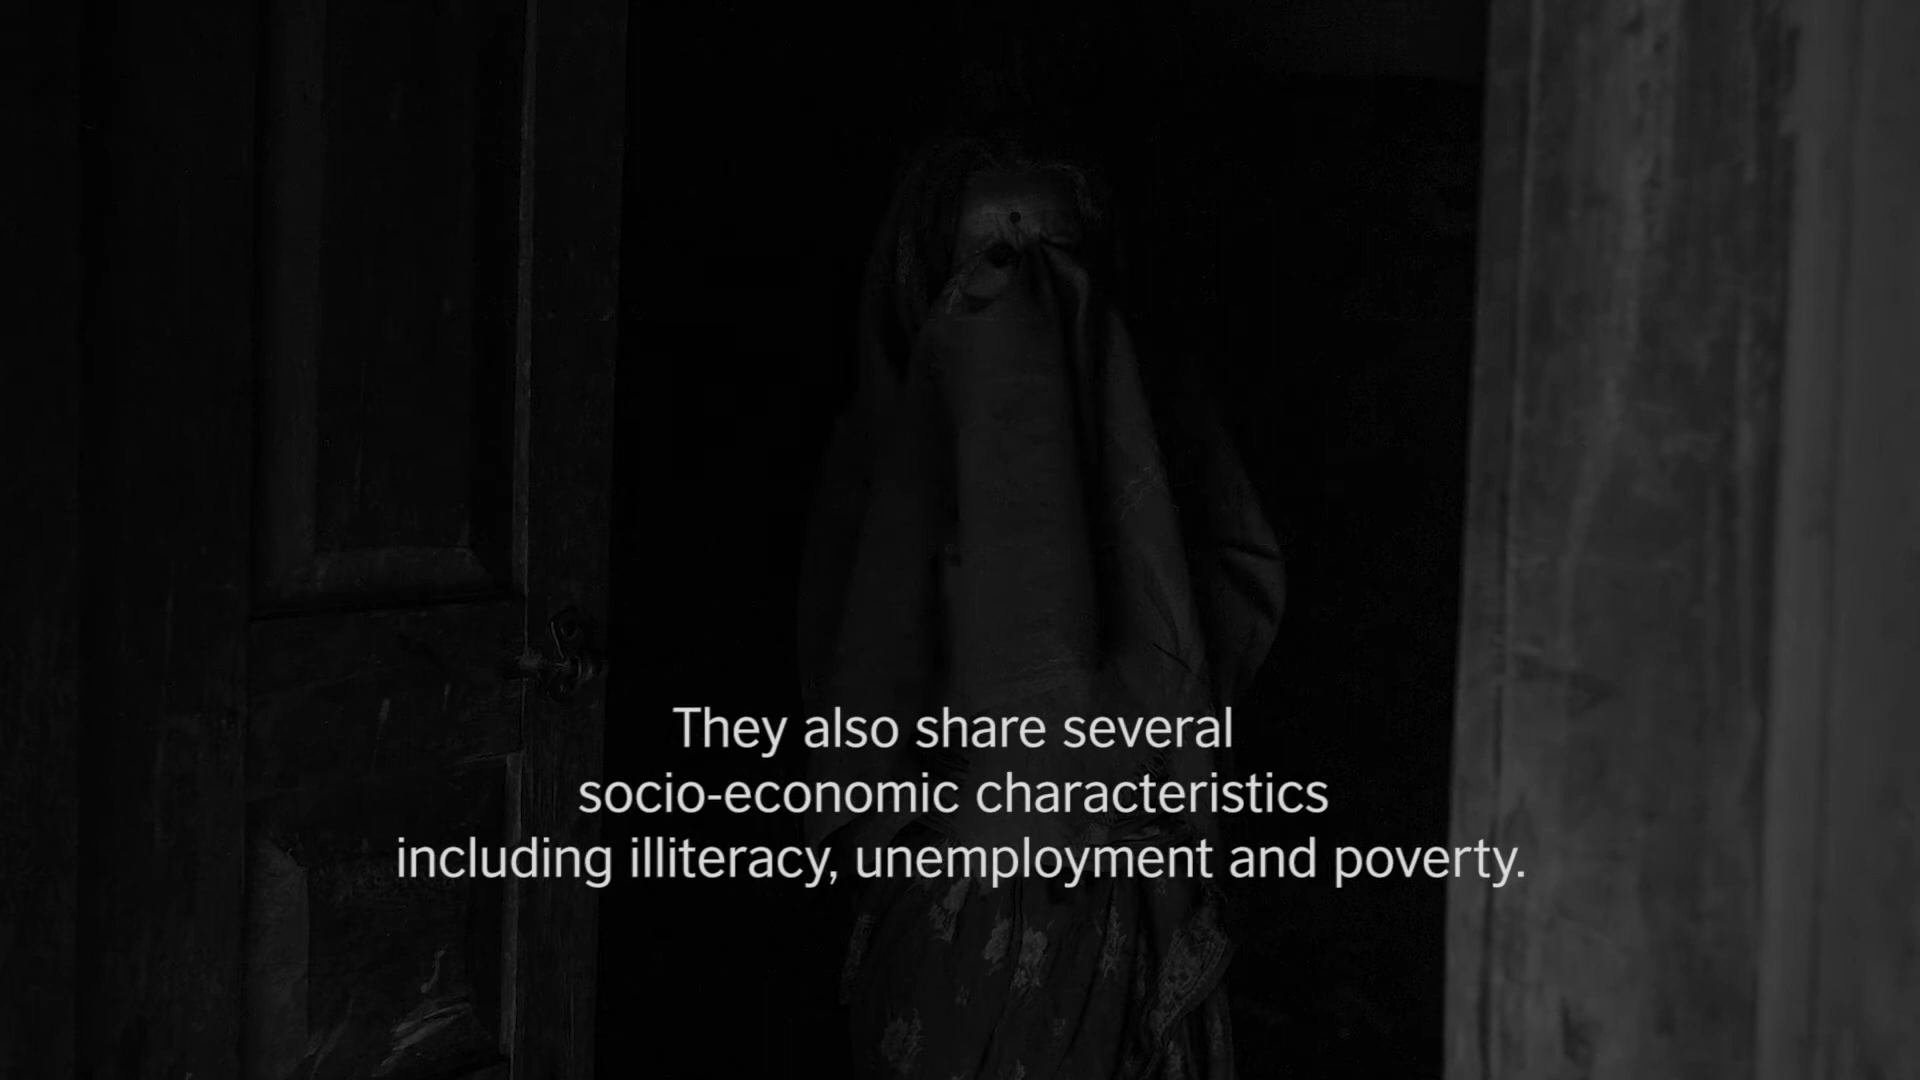 They also share several
socio-economic characteristics
including illiteracy, unemployment and poverty.